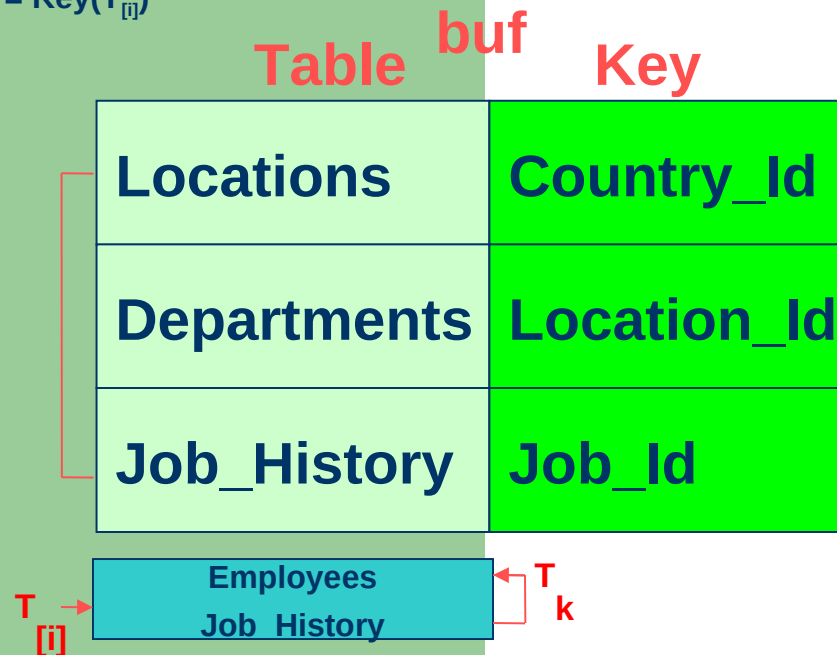 = Key(T[i])
buf
Table Key
Locations Country_Id
Departments Location_Id
Job_History Job_Id
Employees
Job_History
T[i]
Tk